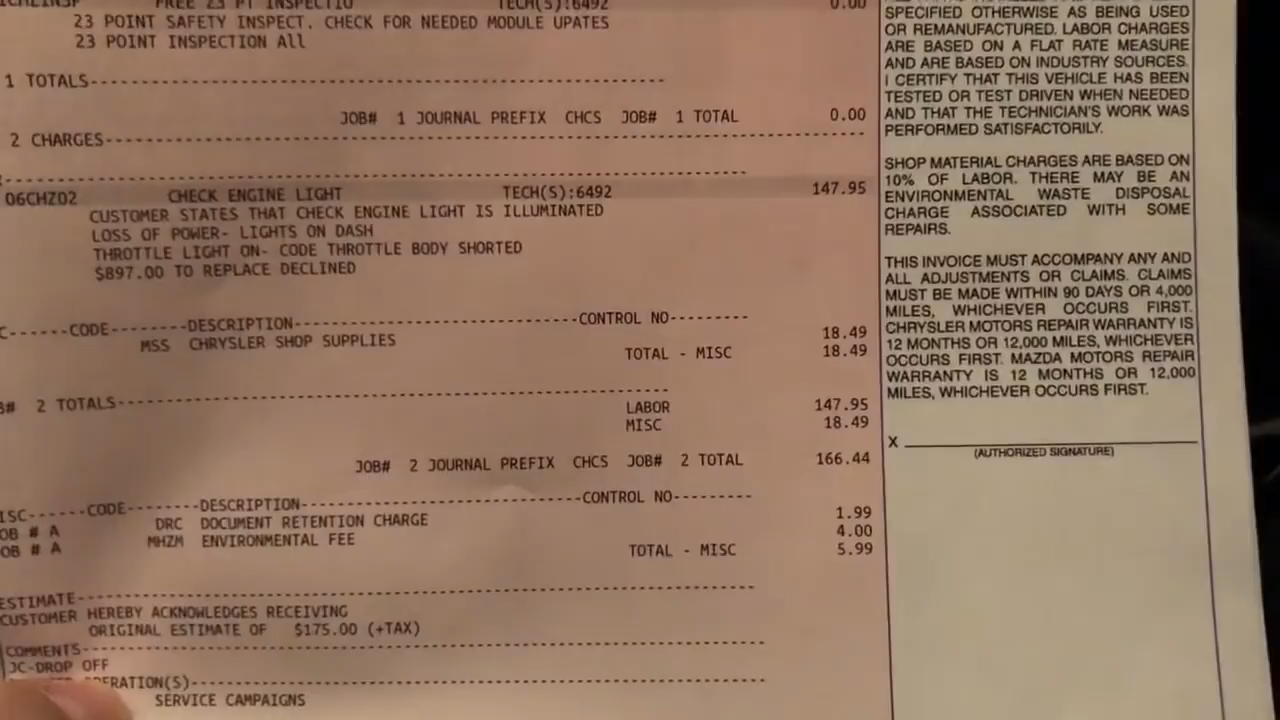 FREE 23 PT INSPECTIO TECH(S):6492 0.00
23 POINT SAFETY INSPECT. CHECK FOR NEEDED MODULE UPATES
23 POINT INSPECTION All
1 TOTALS
JOB# 1 JOURNAL PREFIX CHCS JOB# 1 TOTAL 0.00
2 CHARGES
06CHZ02 CHECK ENGINE LIGHT TECH(S):6492 147.95
CUSTOMER STATES THAT CHECK ENGINE LIGHT IS ILLUMINATED
LOSS OF POWER- LIGHTS ON DASH
THROTTLE LIGHT ON- CODE THROTTLE BODY SHORTED
$897.00 TO REPLACE DECLINED
C------CODE--------DESCRIPTION--------CONTROL NO---------
MSS CHRYSLER SHOP SUPPLIES 18.49
TOTAL - MISC 18.49
# 2 TOTALS
LABOR 147.95
MISC 18.49
JOB# 2 JOURNAL PREFIX CHCS JOB# 2 TOTAL 166.44
ISC------CODE--------DESCRIPTION--------CONTROL NO---------
OB # A DRC DOCUMENT RETENTION CHARGE 1.99
OB # A MHZM ENVIRONMENTAL FEE 4.00
TOTAL - MISC 5.99
ESTIMATE
CUSTOMER HEREBY ACKNOWLEDGES RECEIVING
ORIGINAL ESTIMATE OF $175.00 (+TAX)
COMMENTS
JC-DROP OFF
OPERATION(S)
SERVICE CAMPAIGNS
SPECIFIED OTHERWISE AS BEING USED
OR REMANUFACTURED. LABOR CHARGES
ARE BASED ON A FLAT RATE MEASURE
AND ARE BASED ON INDUSTRY SOURCES.
I CERTIFY THAT THIS VEHICLE HAS BEEN
TESTED OR TEST DRIVEN WHEN NEEDED
AND THAT THE TECHNICIAN'S WORK WAS
PERFORMED SATISFACTORILY.
SHOP MATERIAL CHARGES ARE BASED ON
10% OF LABOR. THERE MAY BE AN
ENVIRONMENTAL WASTE DISPOSAL
CHARGE ASSOCIATED WITH SOME
REPAIRS.
THIS INVOICE MUST ACCOMPANY ANY AND
ALL ADJUSTMENTS OR CLAIMS. CLAIMS
MUST BE MADE WITHIN 90 DAYS OR 4,000
MILES, WHICHEVER OCCURS FIRST.
CHRYSLER MOTORS REPAIR WARRANTY IS
12 MONTHS OR 12,000 MILES, WHICHEVER
OCCURS FIRST. MAZDA MOTORS REPAIR
WARRANTY IS 12 MONTHS OR 12,000
MILES, WHICHEVER OCCURS FIRST.
X
(AUTHORIZED SIGNATURE)